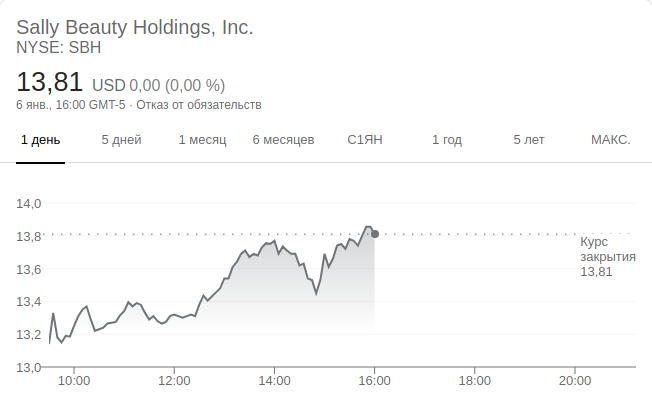 Sally Beauty Holdings, Inc.
NYSE: SBH
13,81 USD 0,00 (0,00 %)
6 янв., 16:00 GMT-5 · Отказ от обязательств
1 день 5 дней 1 месяц 6 месяцев С1ЯН 1 год 5 лет МАКС.
14,0
13,8
Курс
закрытия
13,81
13,6
13,4
13,2
13,0
10:00 12:00 14:00 16:00 18:00 20:00